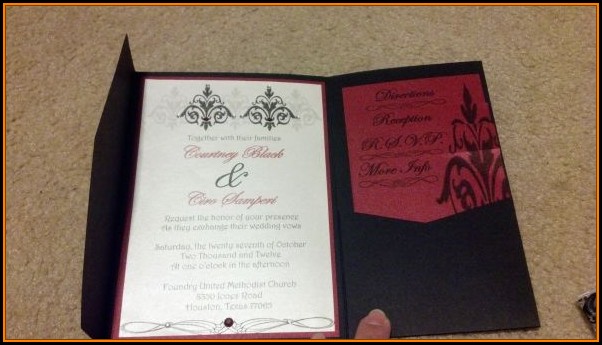 Together with their families
Courtney Black
&
Ciro Samperi
Request the honor of your presence
As they exchange their wedding vows
Saturday, the twenty seventh of October
Two Thousand and Twelve
At one o'clock in the afternoon
Foundry United Methodist Church
8350 Jones Road
Houston, Texas 77065
Directions
Reception
R.S.V.P.
More Info